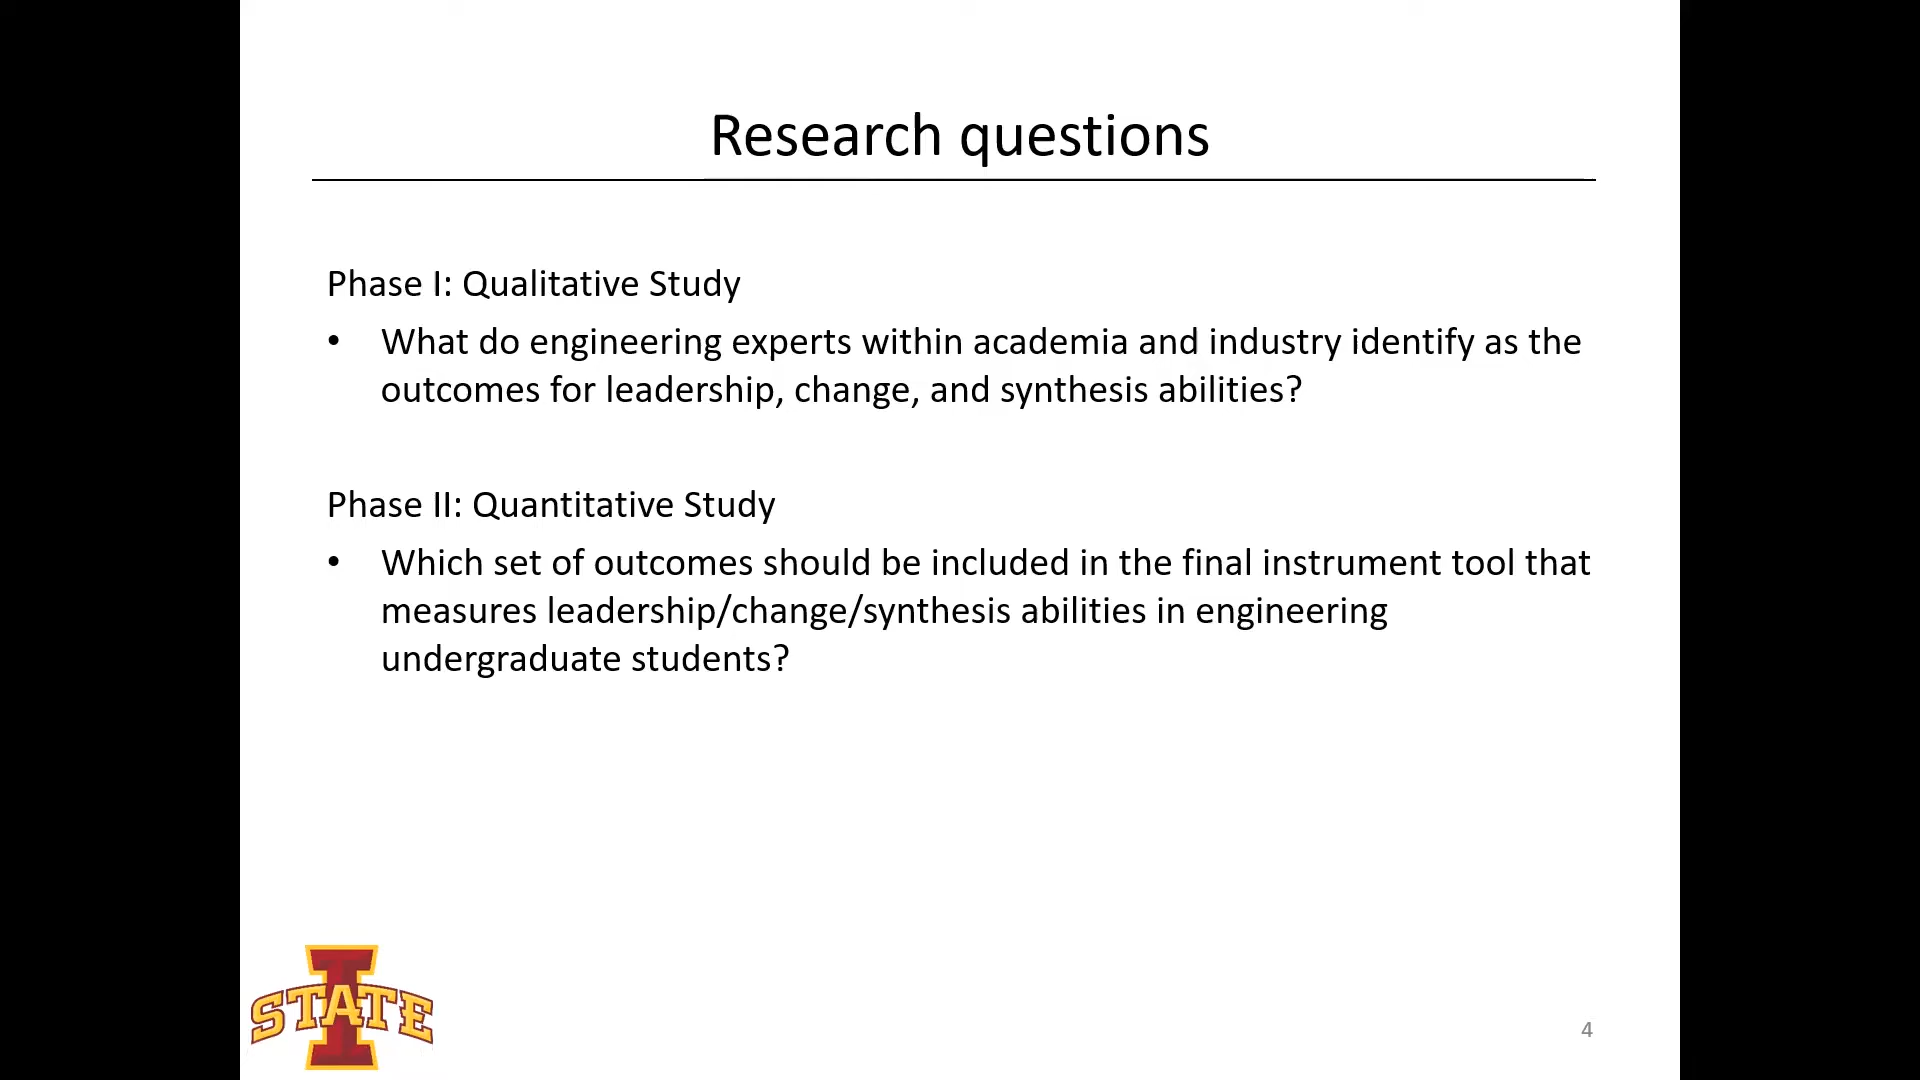 Research questions
Phase I: Qualitative Study
• What do engineering experts within academia and industry identify as the
outcomes for leadership, change, and synthesis abilities?
Phase II: Quantitative Study
• Which set of outcomes should be included in the final instrument tool that
measures leadership/change/synthesis abilities in engineering
undergraduate students?
I
STATE
4